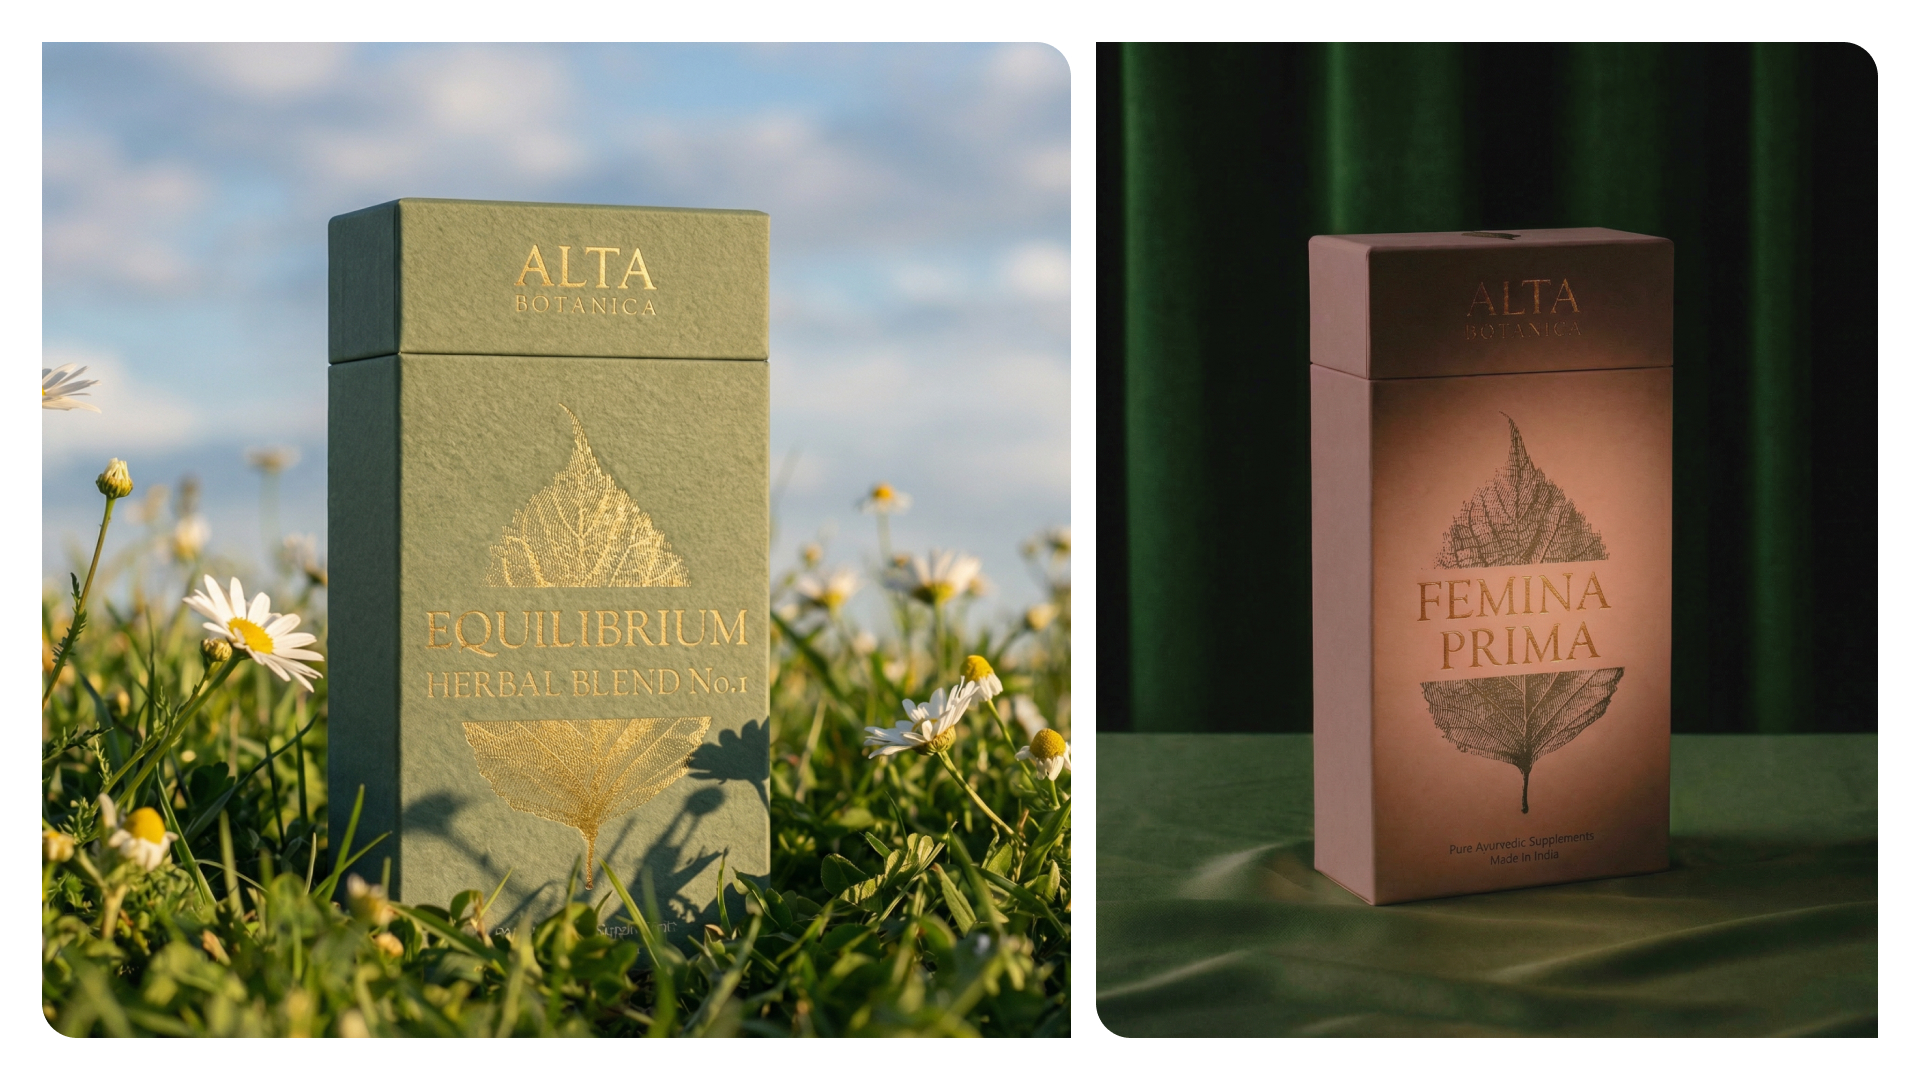 ALTA
BOTANICA
EQUILIBRIUM
HERBAL BLEND No.1
ALTA
BOTANICA
FEMINA
PRIMA
Pure Ayurvedic Supplements
Made In India